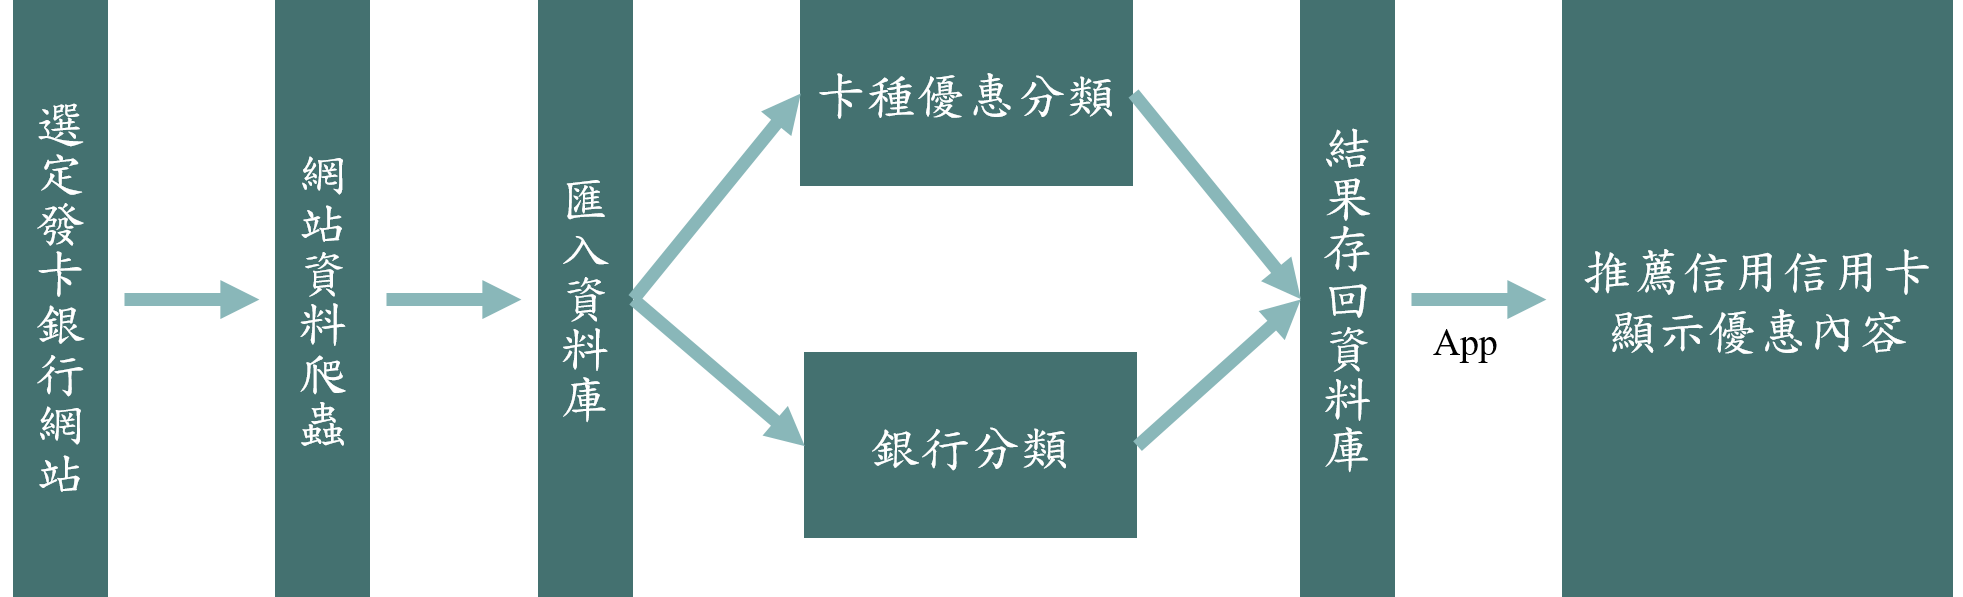 選定發卡銀行網站
網站資料爬蟲
匯入資料庫
卡種優惠分類
銀行分類
結果存回資料庫
App
推薦信用信用卡
顯示優惠內容